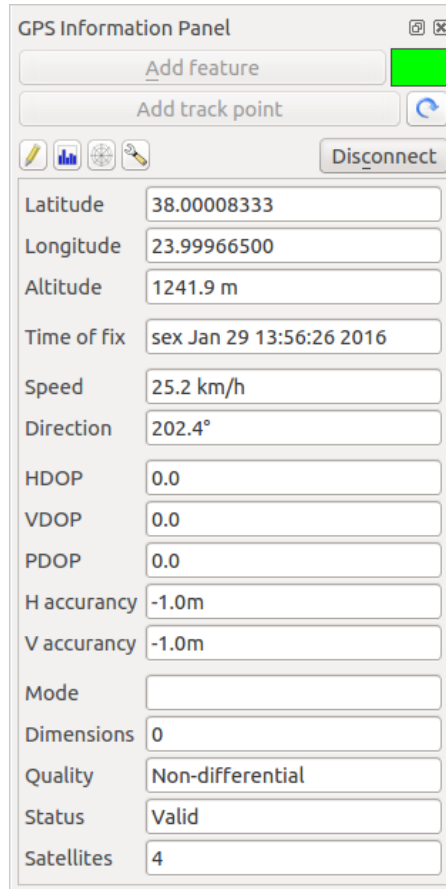 GPS Information Panel
Add feature
Add track point
Disconnect
Latitude 38.00008333
Longitude 23.99966500
Altitude 1241.9 m
Time of fix sex Jan 29 13:56:26 2016
Speed 25.2 km/h
Direction 202.4°
HDOP 0.0
VDOP 0.0
PDOP 0.0
H accurancy -1.0m
V accurancy -1.0m
Mode
Dimensions 0
Quality Non-differential
Status Valid
Satellites 4